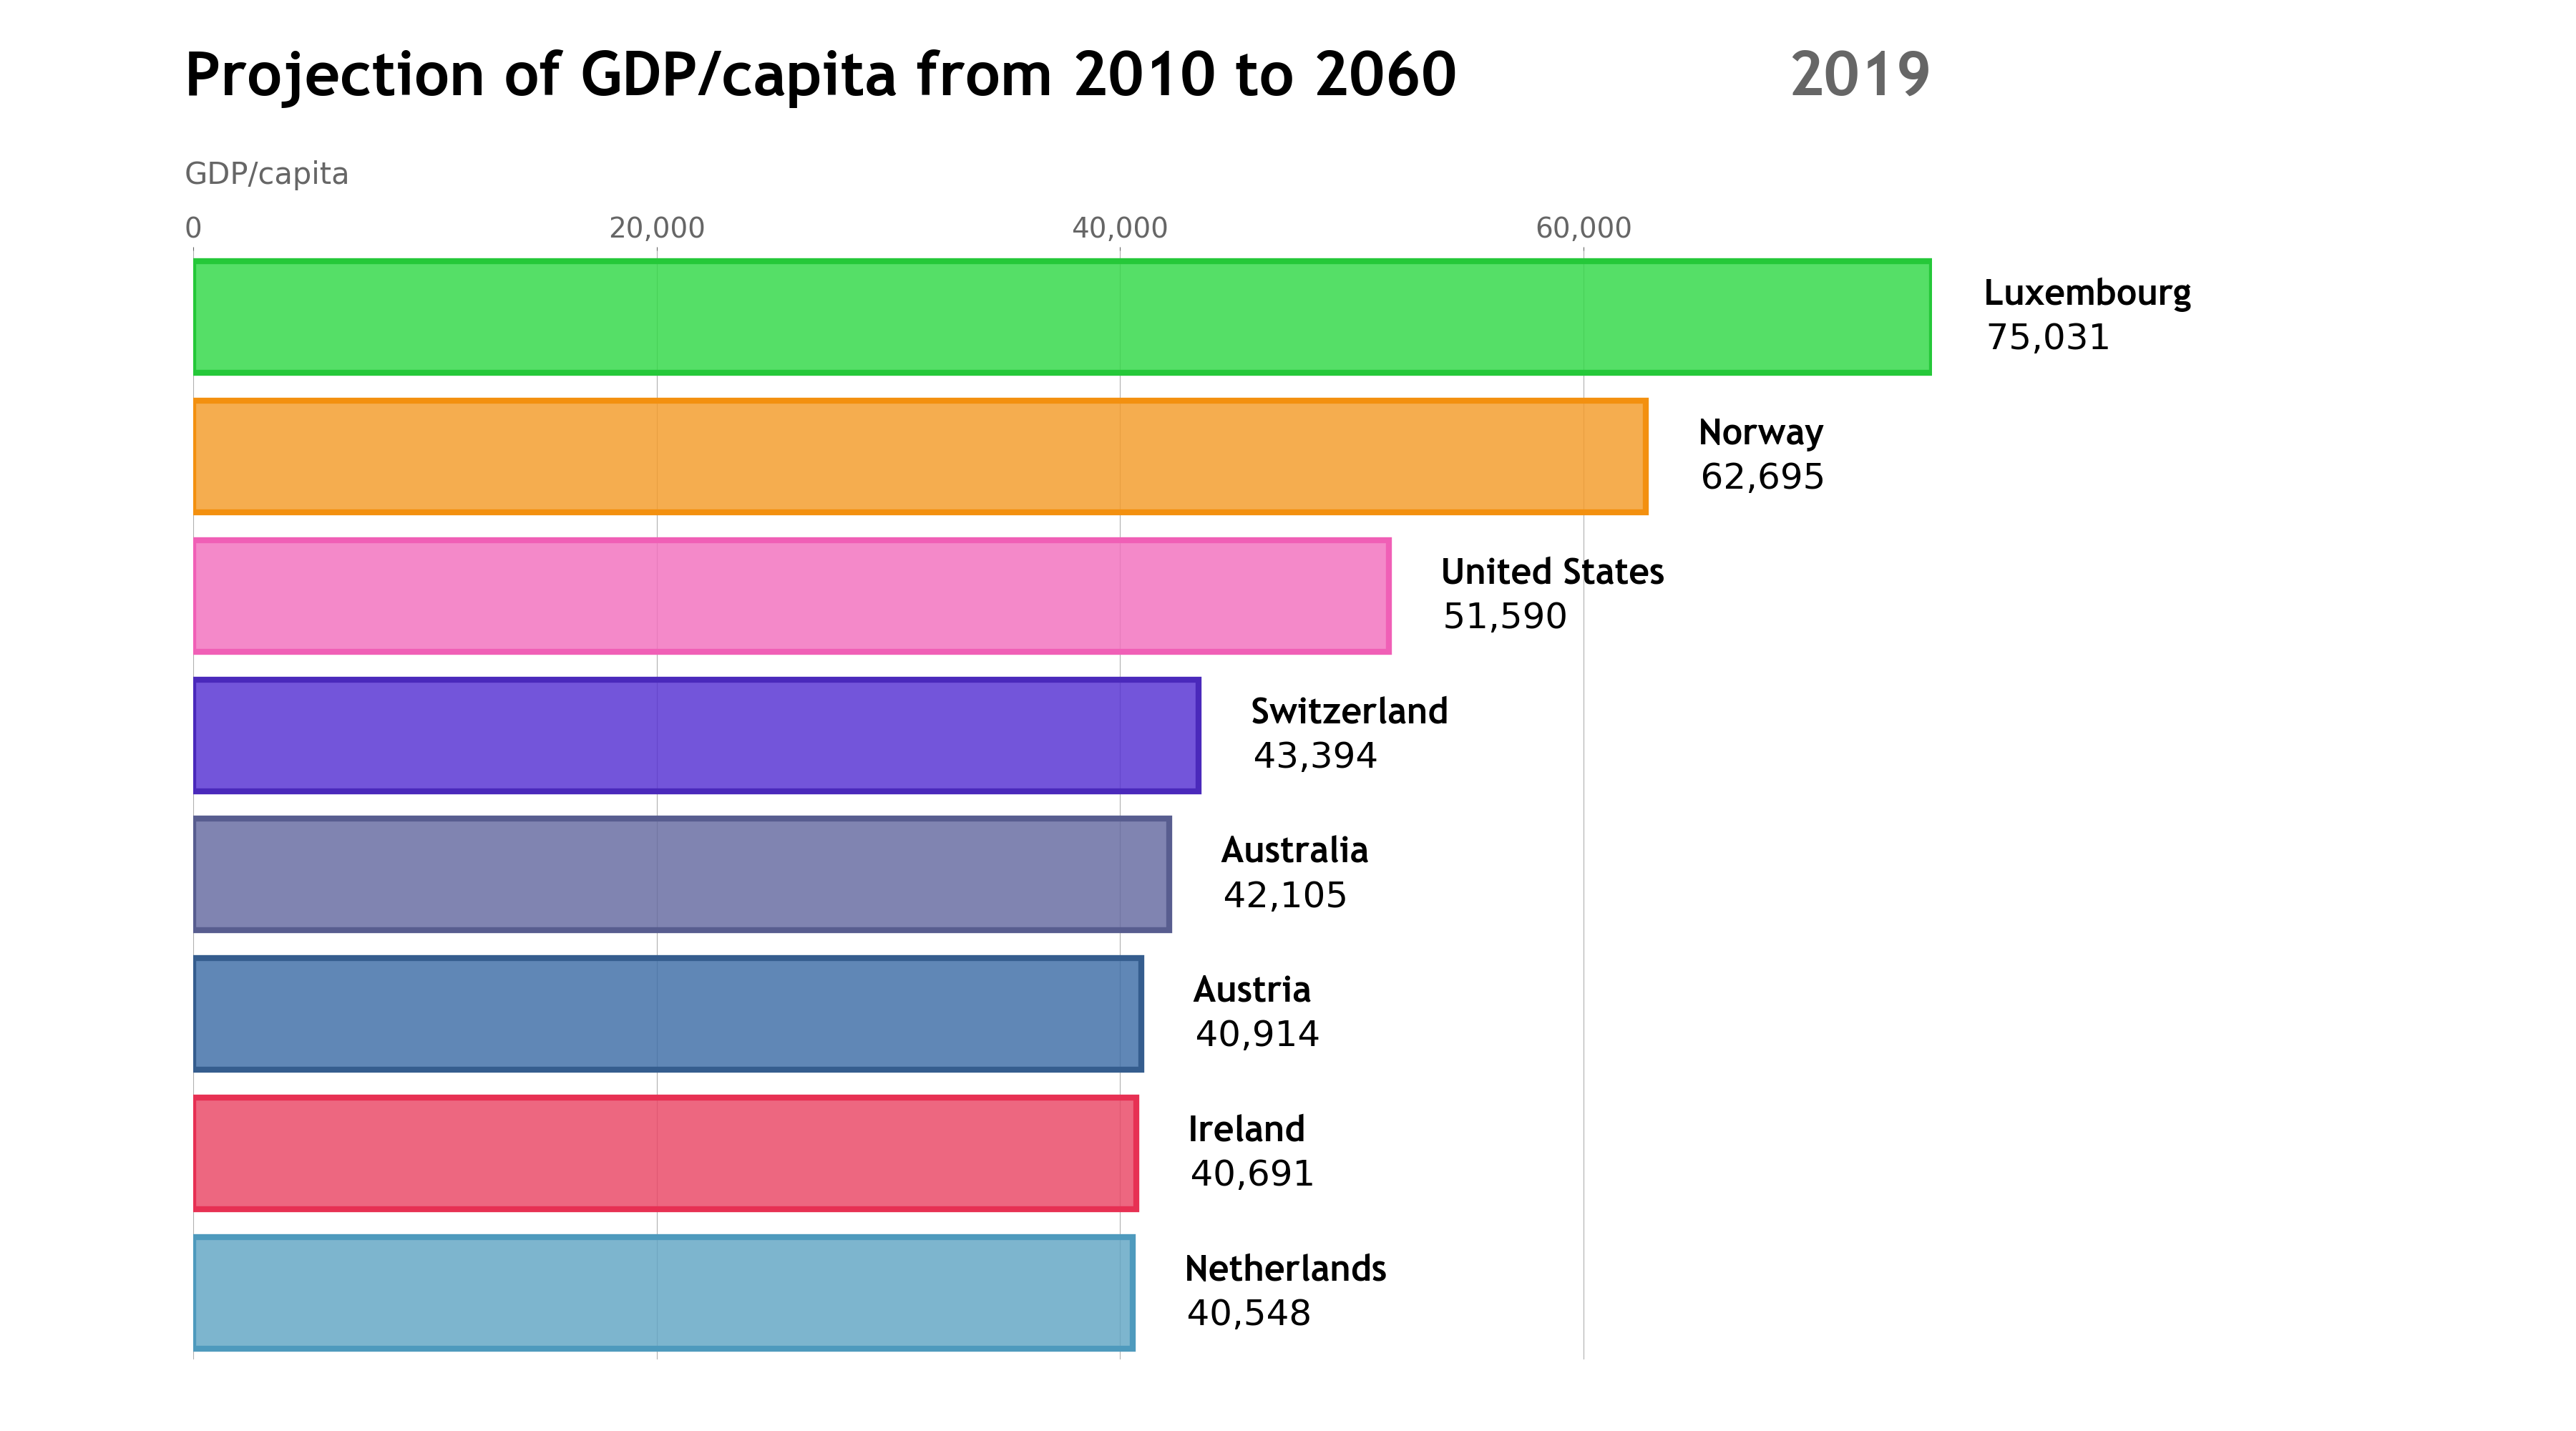 Projection of GDP/capita from 2010 to 2060 2019
GDP/capita
0 20,000 40,000 60,000
Luxembourg
75,031
Norway
62,695
United States
51,590
Switzerland
43,394
Australia
42,105
Austria
40,914
Ireland
40,691
Netherlands
40,548